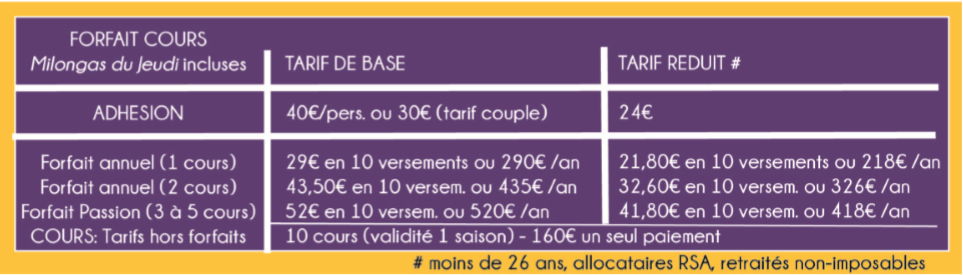 FORFAIT COURS
Milongas du Jeudi incluses
TARIF DE BASE
TARIF REDUIT #
ADHESION
40€/pers. ou 30€ (tarif couple)
24€
Forfait annuel (1 cours)
29€ en 10 versements ou 290€ /an
21,80€ en 10 versements ou 218€ /an
Forfait annuel (2 cours)
43,50€ en 10 versem. ou 435€ /an
32,60€ en 10 versem. ou 326€ /an
Forfait Passion (3 à 5 cours)
52€ en 10 versem. ou 520€ /an
41,80€ en 10 versem. ou 418€ /an
COURS: Tarifs hors forfaits
10 cours (validité 1 saison) - 160€ un seul paiement
# moins de 26 ans, allocataires RSA, retraités non-imposables